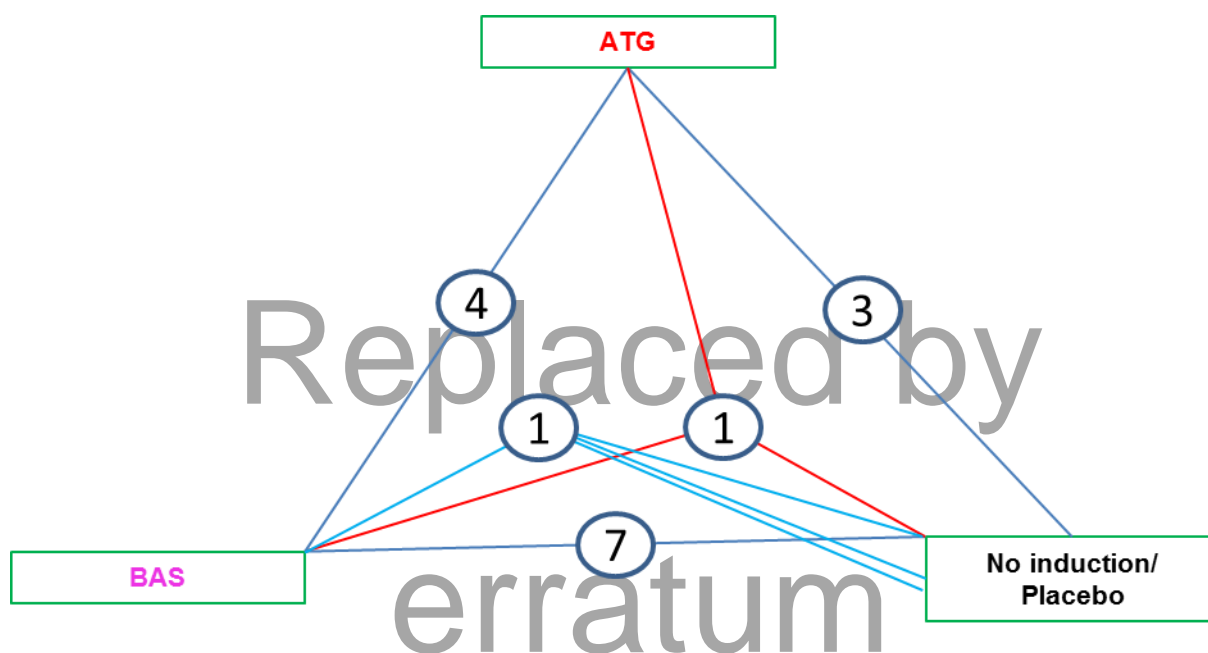 ATG
4
3
Replaced by
1
1
7
BAS
No induction/
Placebo
erratum